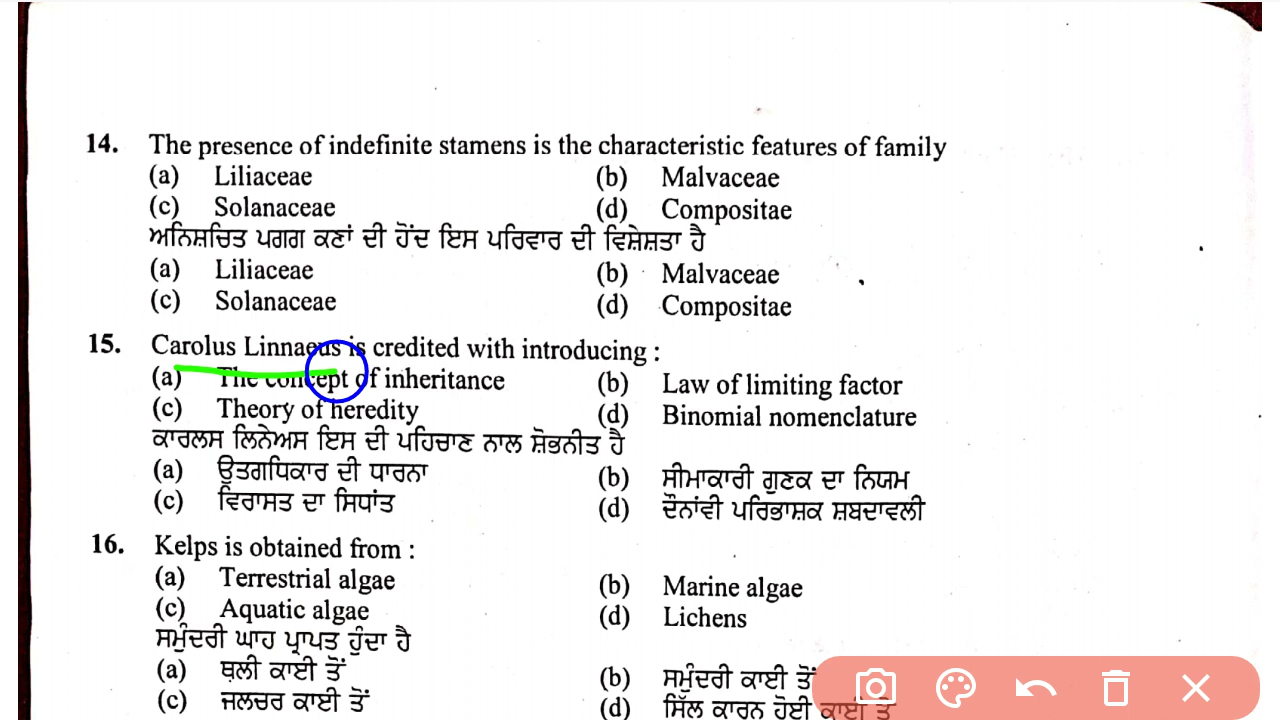 14. The presence of indefinite stamens is the characteristic features of family
(a) Liliaceae (b) Malvaceae
(c) Solanaceae (d) Compositae
ਅਨਿਸ਼ਚਿਤ ਪਗਗ ਕਣਾਂ ਦੀ ਹੋਂਦ ਇਸ ਪਰਿਵਾਰ ਦੀ ਵਿਸ਼ੇਸ਼ਤਾ ਹੈ
(a) Liliaceae (b) Malvaceae
(c) Solanaceae (d) Compositae
15. Carolus Linnaeus is credited with introducing :
(a) The concept of inheritance (b) Law of limiting factor
(c) Theory of heredity (d) Binomial nomenclature
ਕਾਰਲਸ ਲਿਨੇਅਸ ਇਸ ਦੀ ਪਹਿਚਾਣ ਨਾਲ ਸ਼ੋਭਨੀਤ ਹੈ
(a) ਉਤਗਧਿਕਾਰ ਦੀ ਧਾਰਨਾ (b) ਸੀਮਾਕਾਰੀ ਗੁਣਕ ਦਾ ਨਿਯਮ
(c) ਵਿਰਾਸਤ ਦਾ ਸਿਧਾਂਤ (d) ਦੌਨਾਂਵੀ ਪਰਿਭਾਸ਼ਕ ਸ਼ਬਦਾਵਲੀ
16. Kelps is obtained from :
(a) Terrestrial algae (b) Marine algae
(c) Aquatic algae (d) Lichens
ਸਮੁੰਦਰੀ ਘਾਹ ਪ੍ਰਾਪਤ ਹੁੰਦਾ ਹੈ
(a) ਥ਼ਲੀ ਕਾਈ ਤੋਂ (b) ਸਮੁੰਦਰੀ ਕਾਈ ਤੋਂ
(c) ਜਲਚਰ ਕਾਈ ਤੋਂ (d) ਸਿੱਲ ਕਾਰਨ ਹੋਈ ਕਾਈ ਤੋਂ